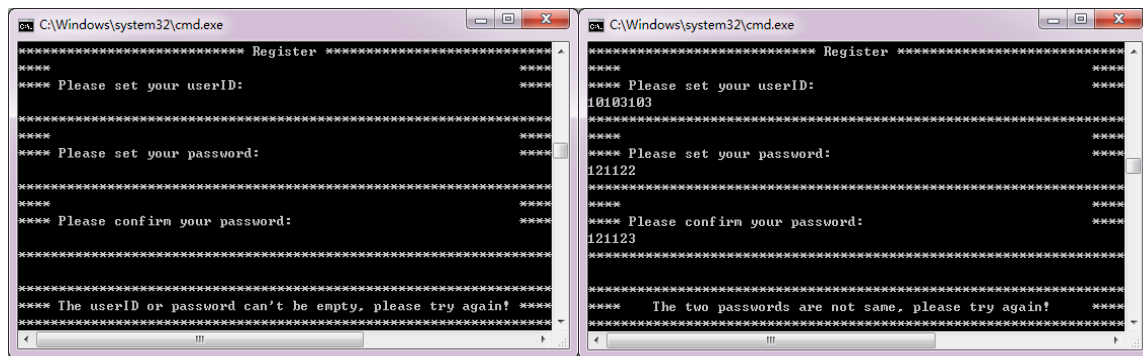 C:\Windows\system32\cmd.exe
**************************** Register ****************************
**** ****
**** Please set your userID: ****
*******************************************************************
**** ****
**** Please set your password: ****
*******************************************************************
**** ****
**** Please confirm your password: ****
*******************************************************************
*******************************************************************
**** The userID or password can't be empty, please try again! ****
*******************************************************************
C:\Windows\system32\cmd.exe
**************************** Register ****************************
**** ****
**** Please set your userID: ****
10103103
*******************************************************************
**** ****
**** Please set your password: ****
121122
*******************************************************************
**** ****
**** Please confirm your password: ****
121123
*******************************************************************
*******************************************************************
**** The two passwords are not same, please try again! ****
*******************************************************************